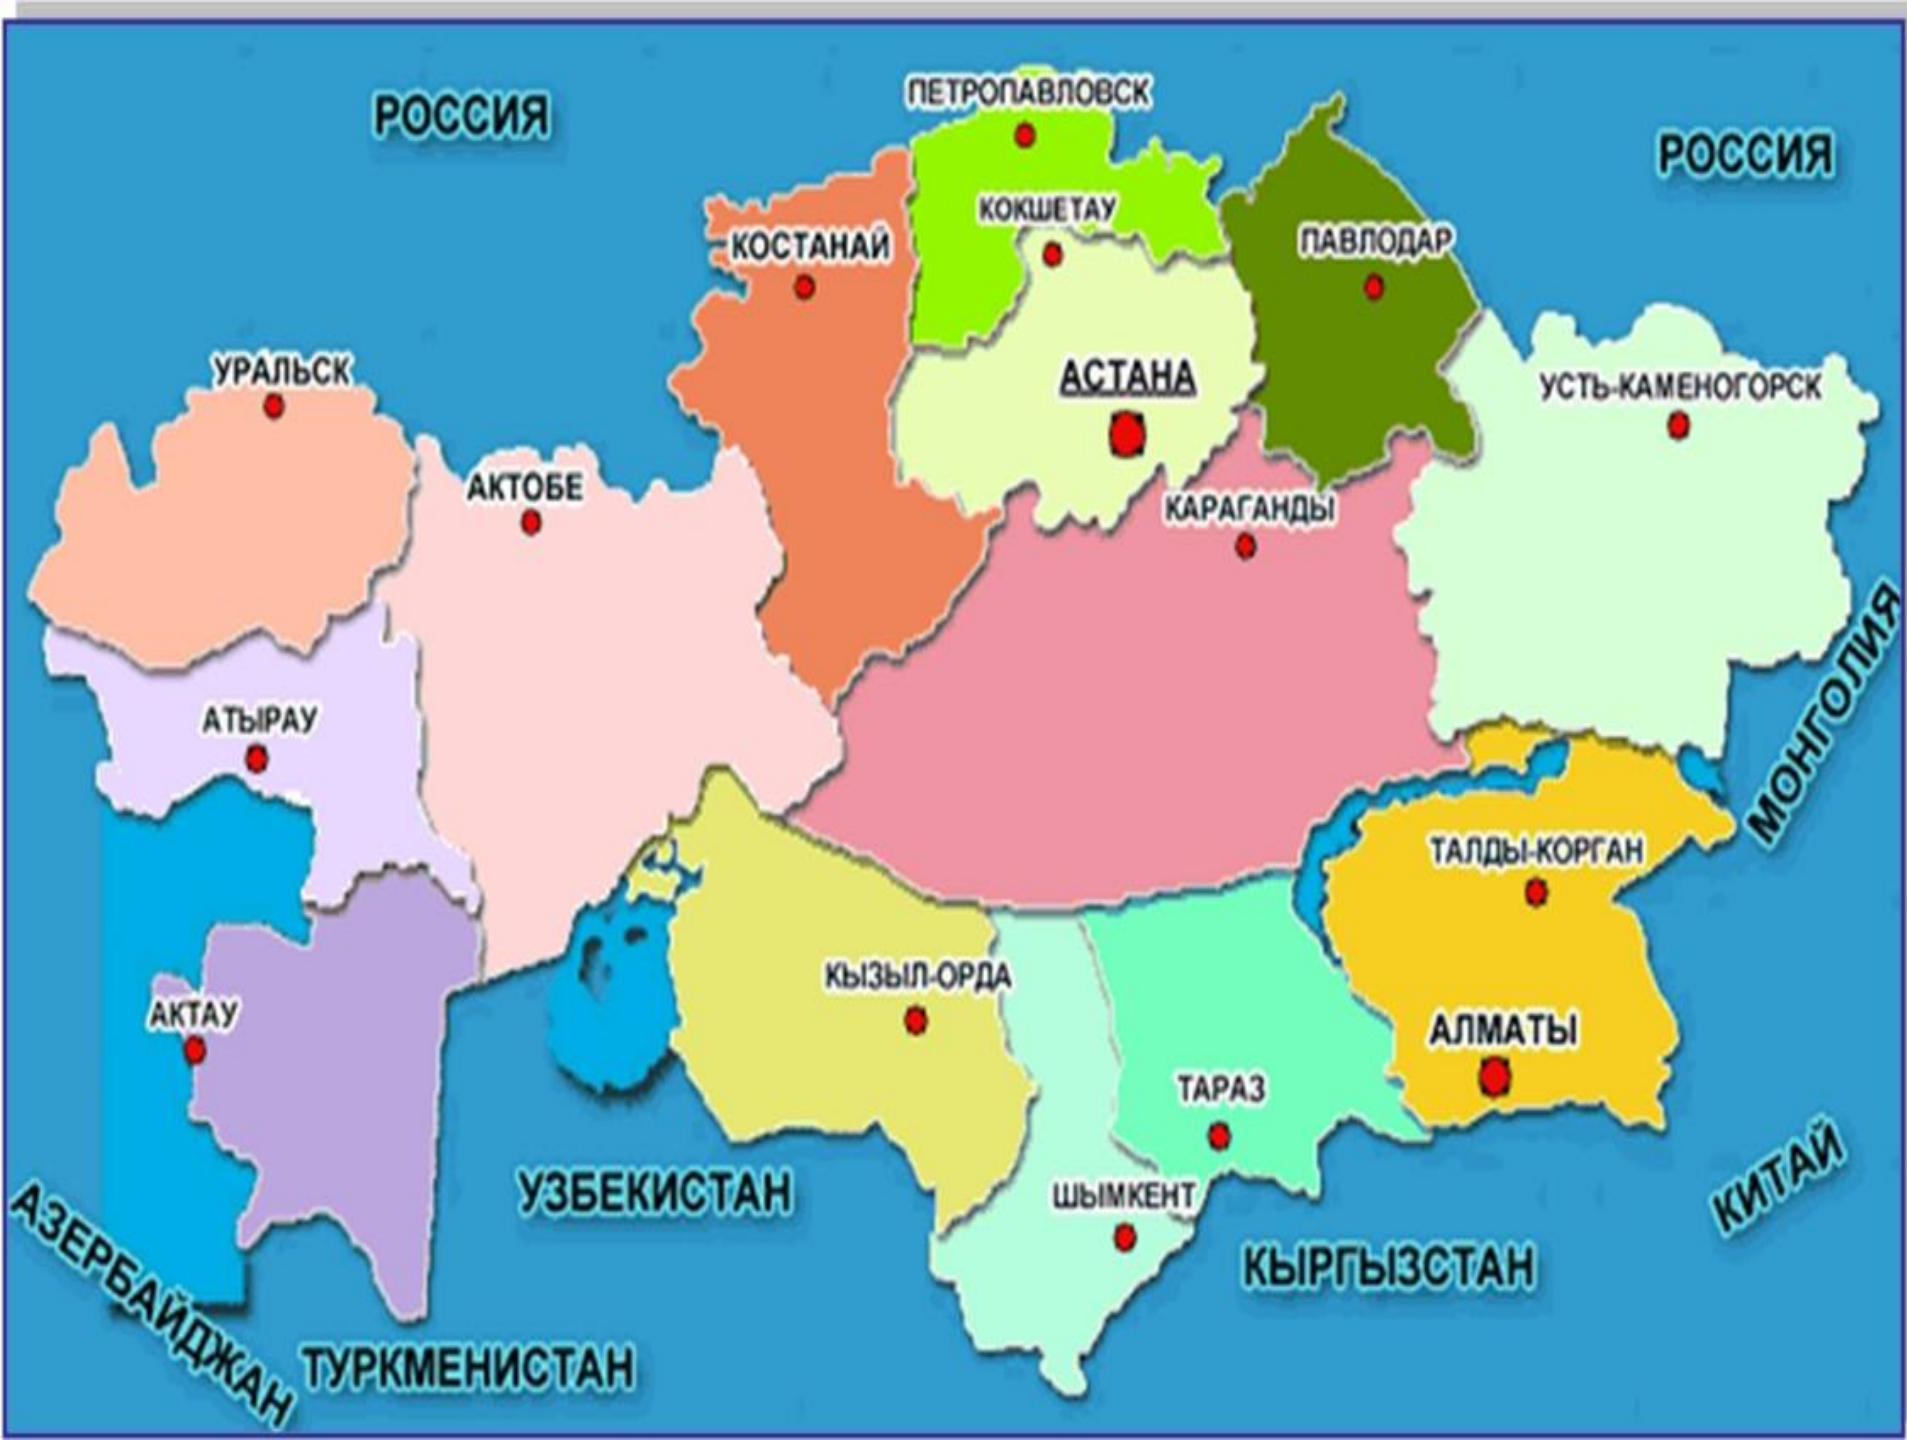 ПЕТРОПАВЛОВСК
РОССИЯ
РОССИЯ
КОКШЕТАУ
КОСТАНАЙ
ПАВЛОДАР
УРАЛЬСК
АСТАНА
УСТЬ-КАМЕНОГОРСК
АКТОБЕ
КАРАГАНДЫ
МОНГОЛИЯ
АТЫРАУ
ТАЛДЫ-КОРГАН
КЫЗЫЛ-ОРДА
АКТАУ
АЛМАТЫ
ТАРАЗ
КИТАЙ
УЗБЕКИСТАН
ШЫМКЕНТ
КЫРГЫЗСТАН
АЗЕРБАЙДЖАН
ТУРКМЕНИСТАН